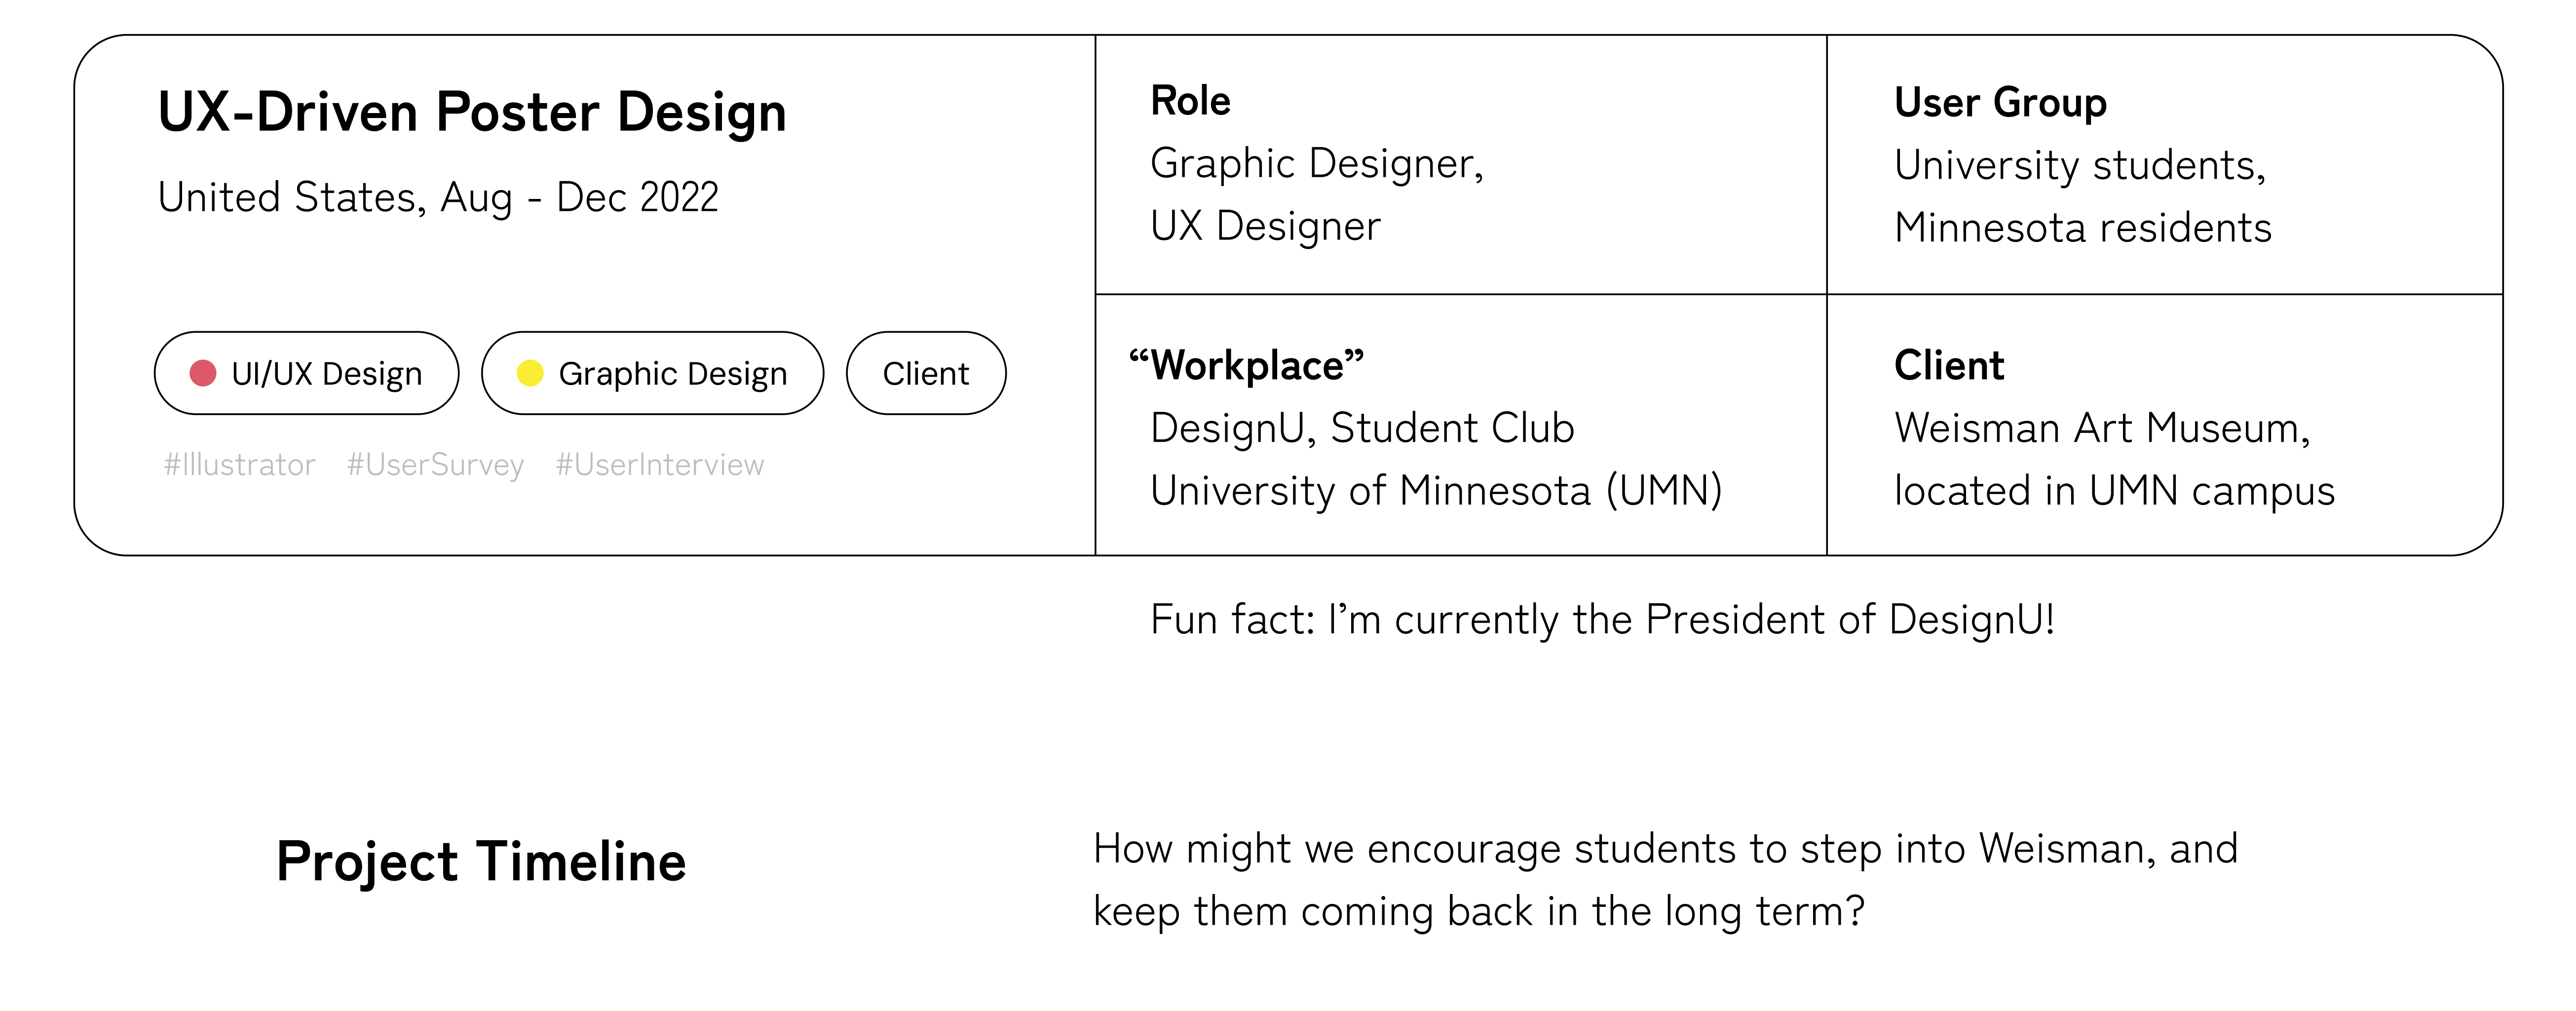 UX-Driven Poster Design
United States, Aug - Dec 2022
UI/UX Design
Graphic Design
Client
#Illustrator #UserSurvey #UserInterview
Role
Graphic Designer,
UX Designer
User Group
University students,
Minnesota residents
“Workplace”
DesignU, Student Club
University of Minnesota (UMN)
Client
Weisman Art Museum,
located in UMN campus
Fun fact: I’m currently the President of DesignU!
Project Timeline
How might we encourage students to step into Weisman, and
keep them coming back in the long term?